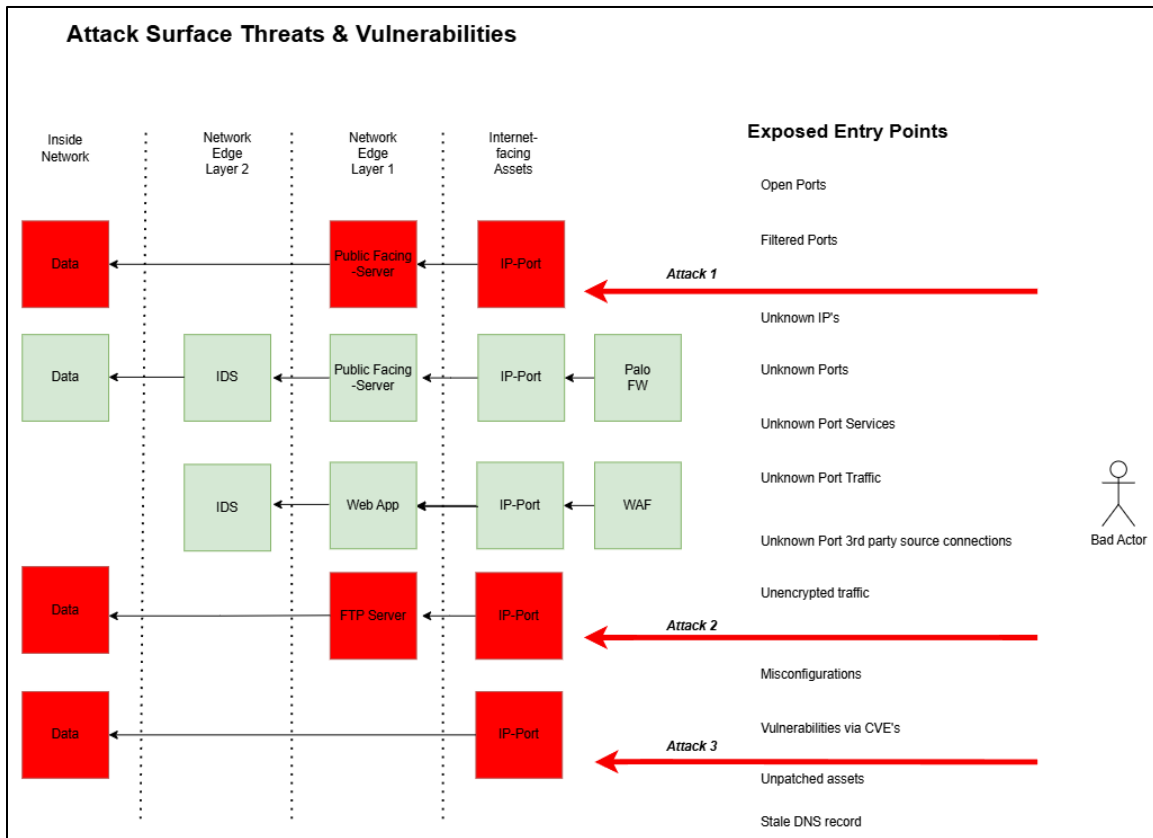 Attack Surface Threats & Vulnerabilities
Inside
Network
Network
Edge
Layer 2
Network
Edge
Layer 1
Internet-
facing
Assets
Exposed Entry Points
Open Ports
Data
Public Facing
-Server
IP-Port
Filtered Ports
Attack 1
Unknown IP's
Data
IDS
Public Facing
-Server
IP-Port
Palo
FW
Unknown Ports
Unknown Port Services
IDS
Web App
IP-Port
WAF
Unknown Port Traffic
Unknown Port 3rd party source connections
Bad Actor
Data
FTP Server
IP-Port
Unencrypted traffic
Attack 2
Misconfigurations
Data
IP-Port
Vulnerabilities via CVE's
Attack 3
Unpatched assets
Stale DNS record